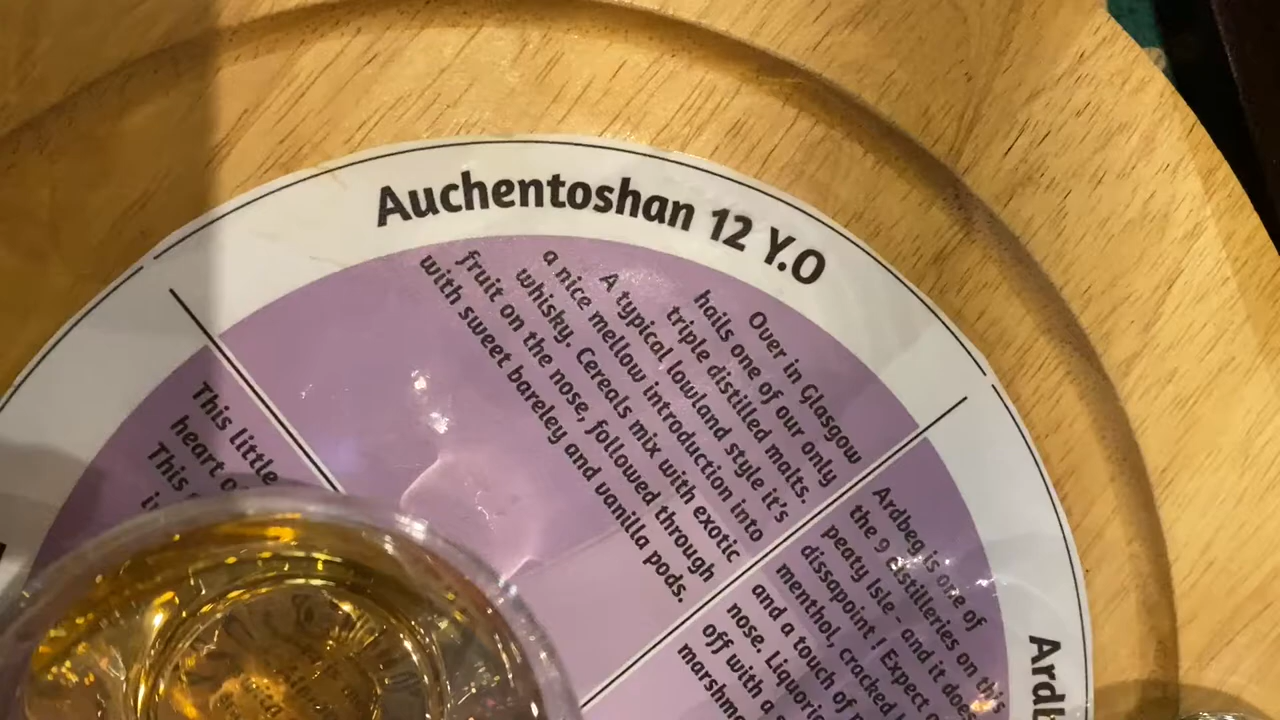 Auchentoshan 12 Y.O
Over in Glasgow
hails one of our only
triple distilled malts.
A typical lowland style it's
a nice mellow introduction into
whisky. Cereals mix with exotic
fruit on the nose, followed through
with sweet bareley and vanilla pods.
This little
heart
This
Ardbeg is one of
the 9 distilleries on this
peaty Isle - and it does
dissapoint ! Expect
menthol, cracked
and a touch of
nose.
off with a